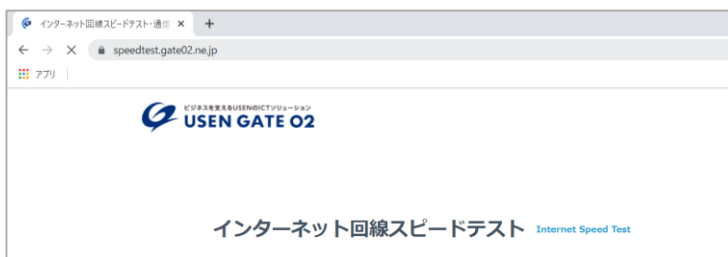 インターネット回線スピードテスト・通信
speedtest.gate02.ne.jp
アプリ
ビジネスを支えるUSENのICTソリューション
USEN GATE 02
インターネット回線スピードテスト Internet Speed Test